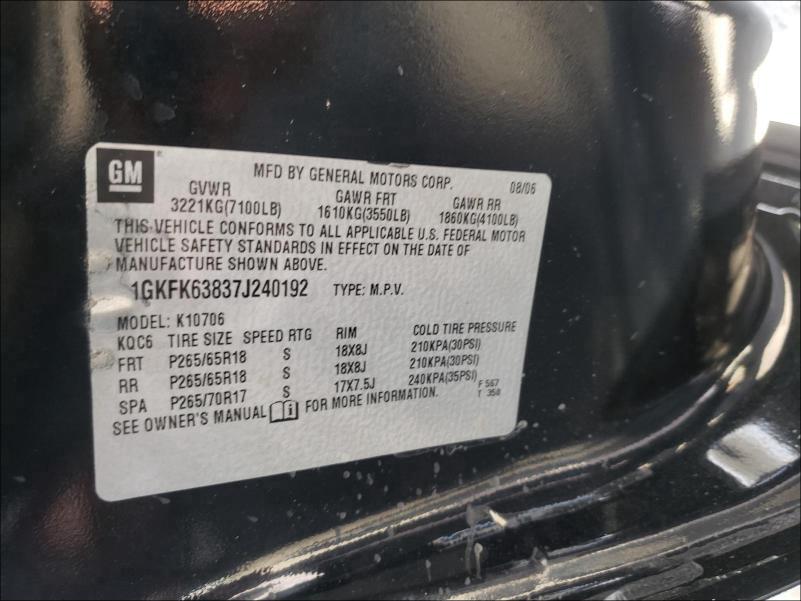 GM
MFD BY GENERAL MOTORS CORP. 08/06
GVWR GAWR FRT GAWR RR
3221KG(7100LB) 1610KG(3550LB) 1860KG(4100LB)
THIS VEHICLE CONFORMS TO ALL APPLICABLE U.S. FEDERAL MOTOR
VEHICLE SAFETY STANDARDS IN EFFECT ON THE DATE OF
MANUFACTURE SHOWN ABOVE.
1GKFK63837J240192 TYPE: M.P.V.
MODEL: K10706
KQC6 TIRE SIZE SPEED RTG RIM COLD TIRE PRESSURE
FRT P265/65R18 S 18X8J 210KPA(30PSI)
RR P265/65R18 S 18X8J 210KPA(30PSI)
SPA P265/70R17 S 17X7.5J 240KPA(35PSI)
SEE OWNER'S MANUAL i FOR MORE INFORMATION.
F 567
T 350